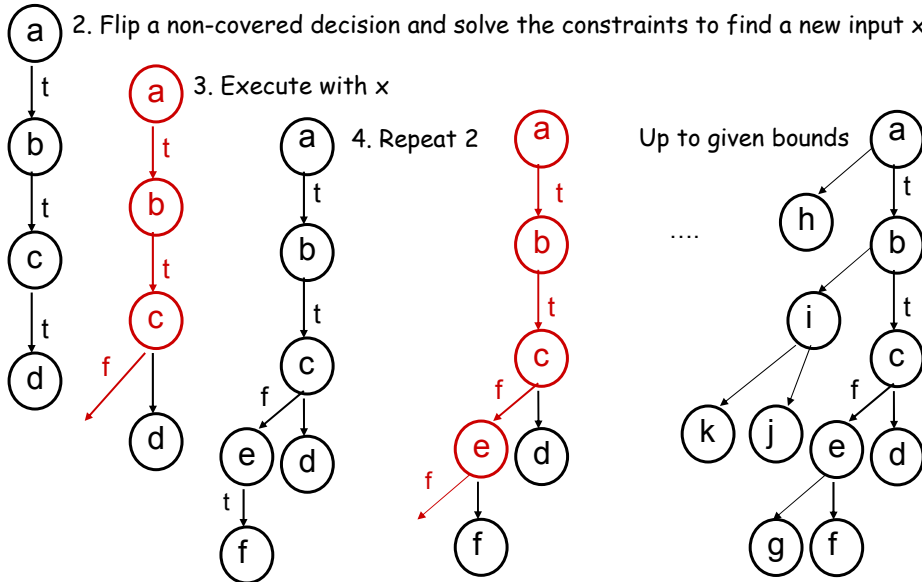 2. Flip a non-covered decision and solve the constraints to find a new input x
3. Execute with x
4. Repeat 2
Up to given bounds
....
a
t
b
t
c
t
d
a
t
b
t
c
f
d
a
t
b
t
c
f
e
d
t
f
a
t
b
t
c
f
e
d
f
f
a
t
h
b
i
t
c
f
k
j
e
d
g
f